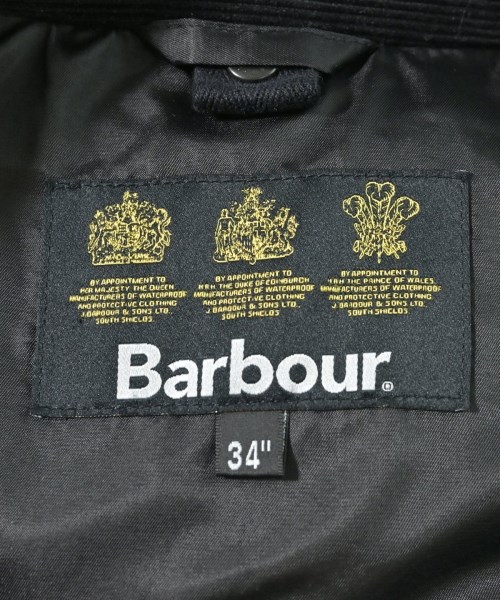 BY APPOINTMENT TO
HER MAJESTY THE QUEEN
MANUFACTURERS OF WATERPROOF
AND PROTECTIVE CLOTHING
J. BARBOUR & SONS LTD.,
SOUTH SHIELDS.
BY APPOINTMENT TO
H.R.H. THE DUKE OF EDINBURGH
MANUFACTURERS OF WATERPROOF
AND PROTECTIVE CLOTHING
J. BARBOUR & SONS LTD.,
SOUTH SHIELDS.
BY APPOINTMENT TO
H.R.H. THE PRINCE OF WALES
MANUFACTURERS OF WATERPROOF
AND PROTECTIVE CLOTHING
J. BARBOUR & SONS LTD.,
SOUTH SHIELDS.
Barbour®
34"